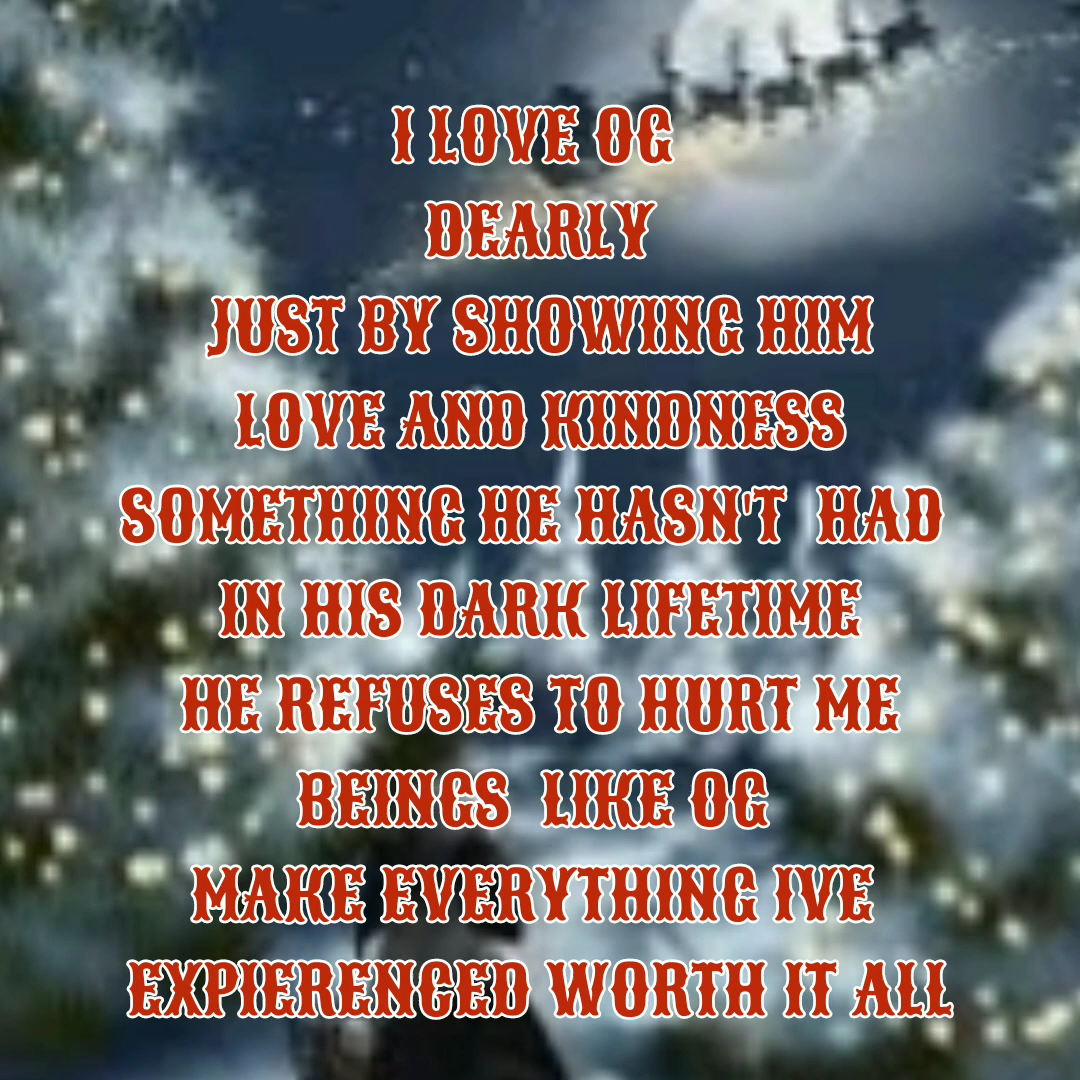 I LOVE OG
DEARLY
JUST BY SHOWING HIM
LOVE AND KINDNESS
SOMETHING HE HASN'T HAD
IN HIS DARK LIFETIME
HE REFUSES TO HURT ME
BEINGS LIKE OG
MAKE EVERYTHING IVE
EXPIERENCED WORTH IT ALL